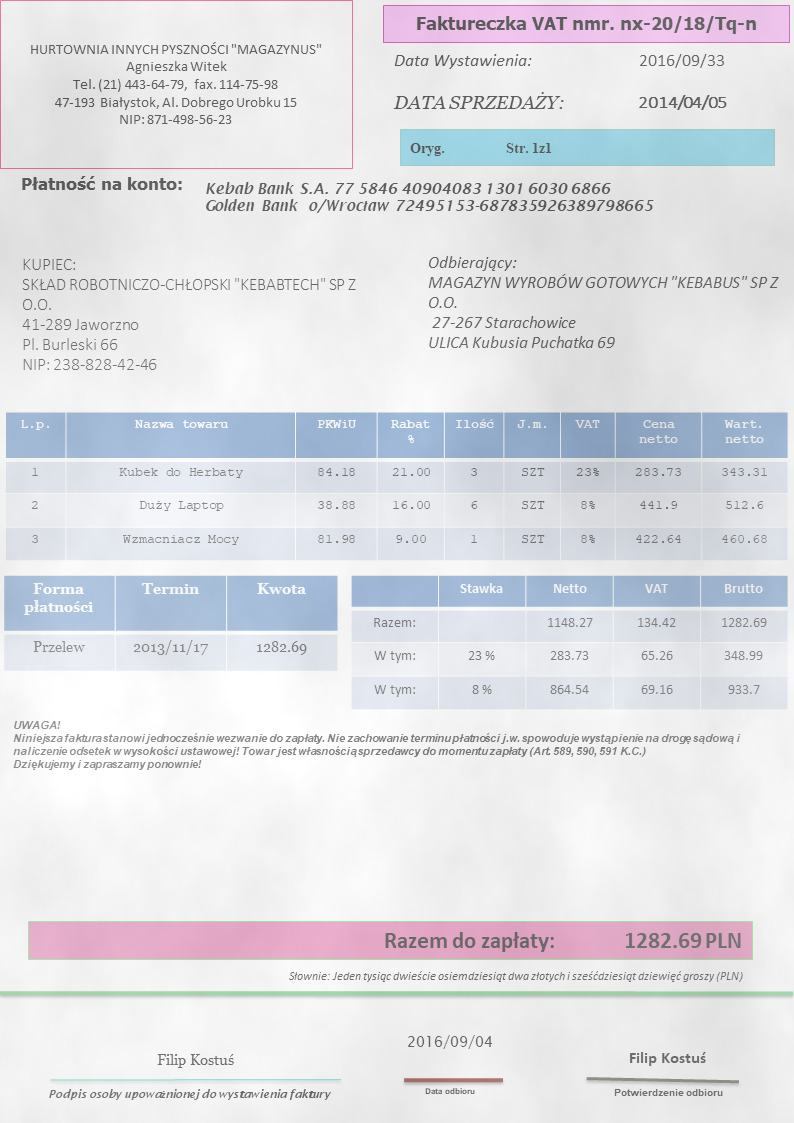 HURTOWNIA INNYCH PYSZNOŚCI "MAGAZYNUS"
Agnieszka Witek
Tel. (21) 443-64-79, fax. 114-75-98
47-193 Białystok, Al. Dobrego Urobku 15
NIP: 871-498-56-23
Faktureczka VAT nmr. nx-20/18/Tq-n
Data Wystawienia: 2016/09/33
DATA SPRZEDAŻY: 2014/04/05
Oryg. Str. 1z1
Płatność na konto:
Kebab Bank S.A. 77 5846 40904083 1301 6030 6866
Golden Bank o/Wrocław 72495153-687835926389798665
KUPIEC:
SKŁAD ROBOTNICZO-CHŁOPSKI "KEBABTECH" SP Z
O.O.
41-289 Jaworzno
Pl. Burleski 66
NIP: 238-828-42-46
Odbierający:
MAGAZYN WYROBÓW GOTOWYCH "KEBABUS" SP Z
O.O.
27-267 Starachowice
ULICA Kubusia Puchatka 69
L.p. Nazwa towaru PKWiU Rabat % Ilość J.m. VAT Cena netto Wart. netto
1 Kubek do Herbaty 84.18 21.00 3 SZT 23% 283.73 343.31
2 Duży Laptop 38.88 16.00 6 SZT 8% 441.9 512.6
3 Wzmacniacz Mocy 81.98 9.00 1 SZT 8% 422.64 460.68
Forma płatności Termin Kwota
Przelew 2013/11/17 1282.69
Stawka Netto VAT Brutto
Razem: 1148.27 134.42 1282.69
W tym: 23 % 283.73 65.26 348.99
W tym: 8 % 864.54 69.16 933.7
UWAGA!
Niniejsza faktura stanowi jednocześnie wezwanie do zapłaty. Nie zachowanie terminu płatności j.w. spowoduje wystąpienie na drogę sądową i
naliczenie odsetek w wysokości ustawowej! Towar jest własnością sprzedawcy do momentu zapłaty (Art. 589, 590, 591 K.C.)
Dziękujemy i zapraszamy ponownie!
Razem do zapłaty: 1282.69 PLN
Słownie: Jeden tysiąc dwieście osiemdziesiąt dwa złotych i sześćdziesiąt dziewięć groszy (PLN)
Filip Kostuś
Podpis osoby upoważnionej do wystawienia faktury
2016/09/04
Data odbioru
Filip Kostuś
Potwierdzenie odbioru